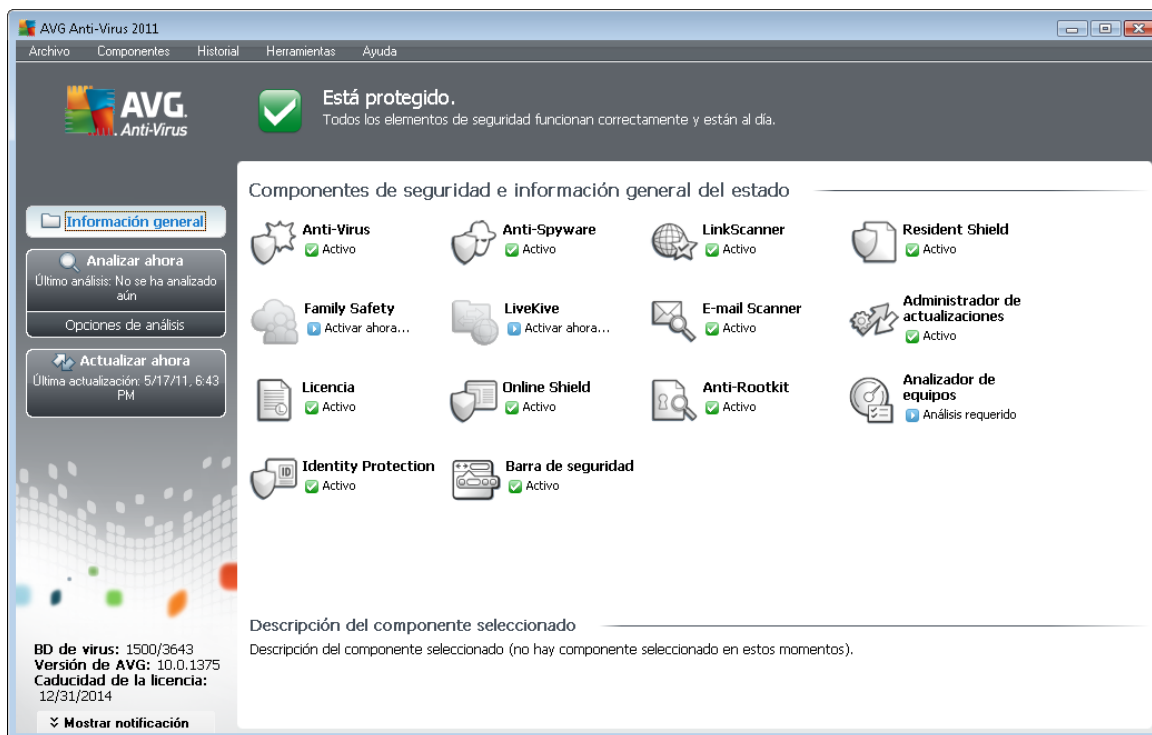 AVG Anti-Virus 2011
Archivo Componentes Historial Herramientas Ayuda
AVG.
Anti-Virus
Está protegido.
Todos los elementos de seguridad funcionan correctamente y están al día.
Información general
Analizar ahora
Último análisis: No se ha analizado
aún
Opciones de análisis
Actualizar ahora
Última actualización: 5/17/11, 6:43
PM
Componentes de seguridad e información general del estado
Anti-Virus
Activo
Anti-Spyware
Activo
LinkScanner
Activo
Resident Shield
Activo
Family Safety
Activar ahora...
LiveKive
Activar ahora...
E-mail Scanner
Activo
Administrador de
actualizaciones
Activo
Licencia
Activo
Online Shield
Activo
Anti-Rootkit
Activo
Analizador de
equipos
Análisis requerido
ID
Identity Protection
Activo
Barra de seguridad
Activo
Descripción del componente seleccionado
Descripción del componente seleccionado (no hay componente seleccionado en estos momentos).
BD de virus: 1500/3643
Versión de AVG: 10.0.1375
Caducidad de la licencia:
12/31/2014
Mostrar notificación